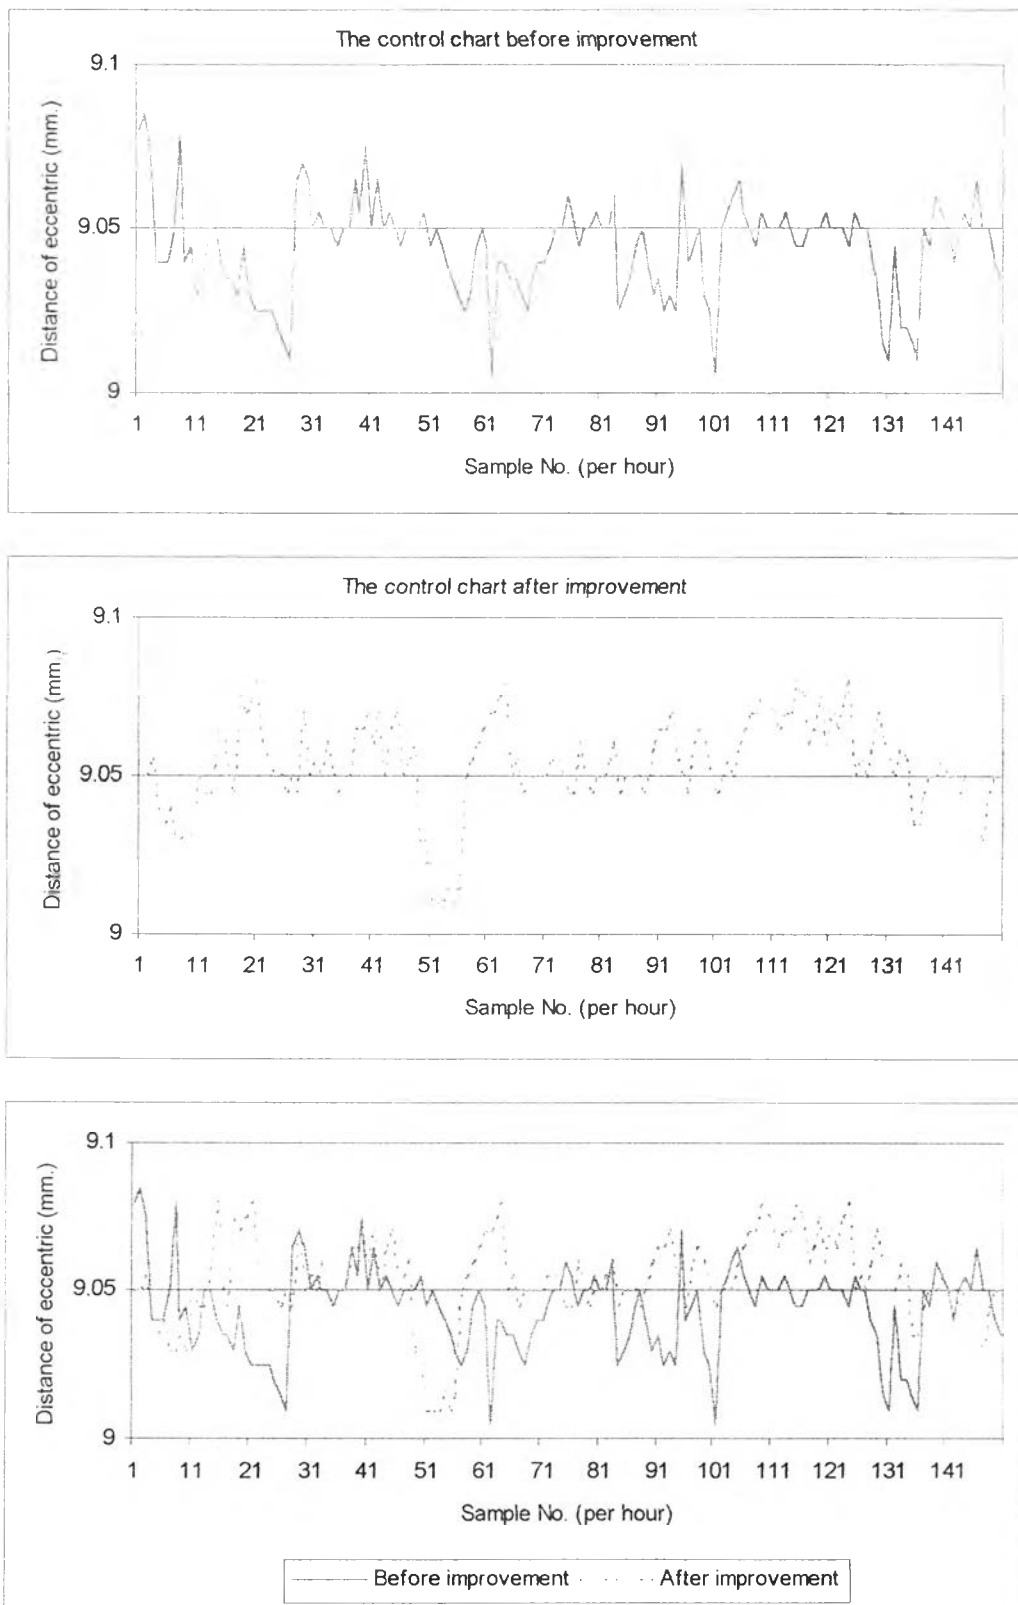 The control chart before improvement
9.1
9.05
9
Distance of eccentric (mm.)
1 11 21 31 41 51 61 71 81 91 101 111 121 131 141
Sample No. (per hour)
The control chart after improvement
9.1
9.05
9
Distance of eccentric (mm.)
1 11 21 31 41 51 61 71 81 91 101 111 121 131 141
Sample No. (per hour)
9.1
9.05
9
Distance of eccentric (mm.)
1 11 21 31 41 51 61 71 81 91 101 111 121 131 141
Sample No. (per hour)
Before improvement After improvement